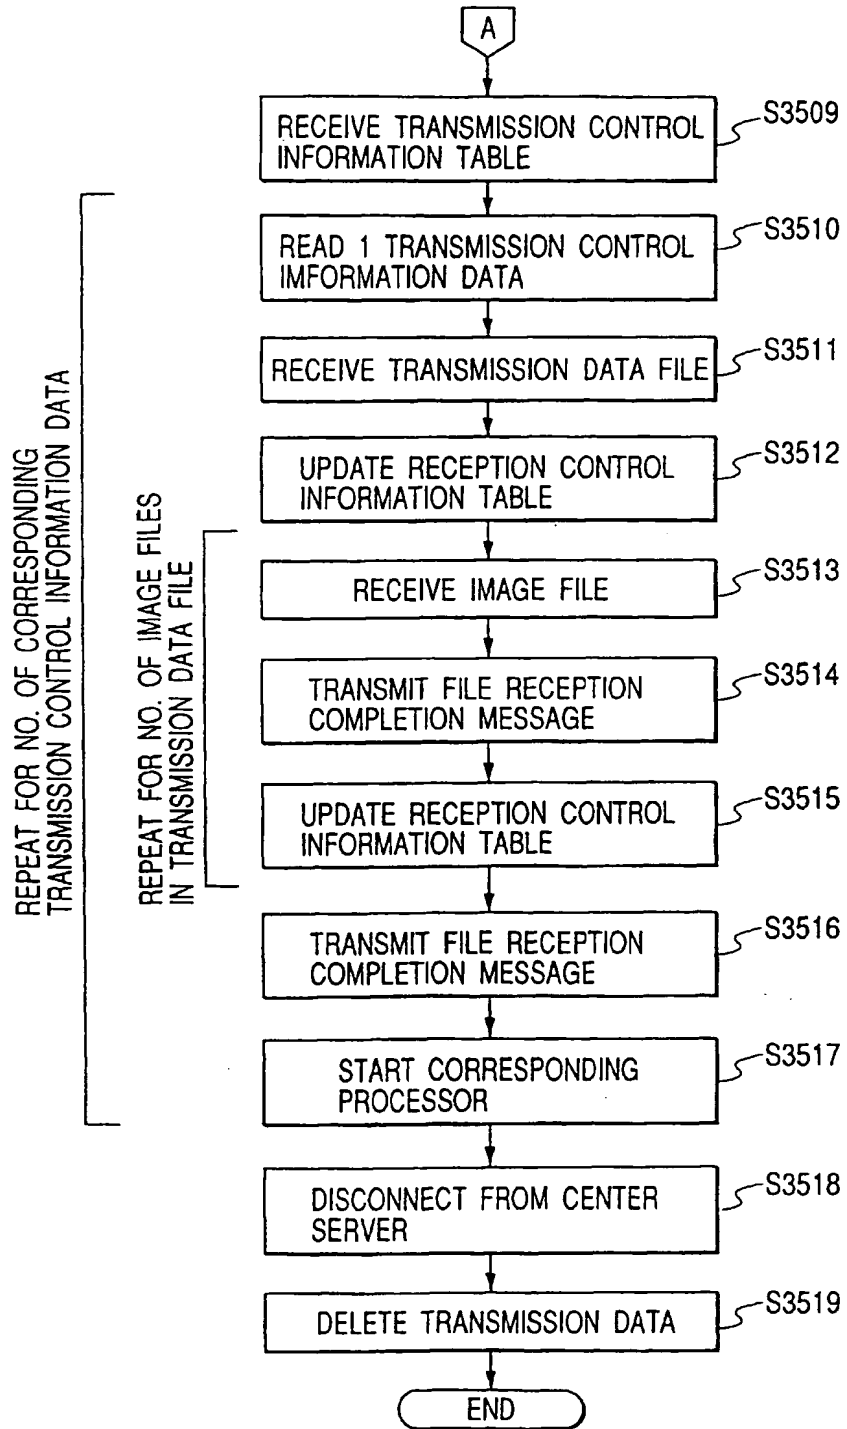 A
RECEIVE TRANSMISSION CONTROL
INFORMATION TABLE
S3509
READ 1 TRANSMISSION CONTROL
IMFORMATION DATA
S3510
RECEIVE TRANSMISSION DATA FILE
S3511
UPDATE RECEPTION CONTROL
INFORMATION TABLE
S3512
RECEIVE IMAGE FILE
S3513
TRANSMIT FILE RECEPTION
COMPLETION MESSAGE
S3514
UPDATE RECEPTION CONTROL
INFORMATION TABLE
S3515
TRANSMIT FILE RECEPTION
COMPLETION MESSAGE
S3516
START CORRESPONDING
PROCESSOR
S3517
DISCONNECT FROM CENTER
SERVER
S3518
DELETE TRANSMISSION DATA
S3519
END
REPEAT FOR NO. OF CORRESPONDING
TRANSMISSION CONTROL INFORMATION DATA
REPEAT FOR NO. OF IMAGE FILES
IN TRANSMISSION DATA FILE